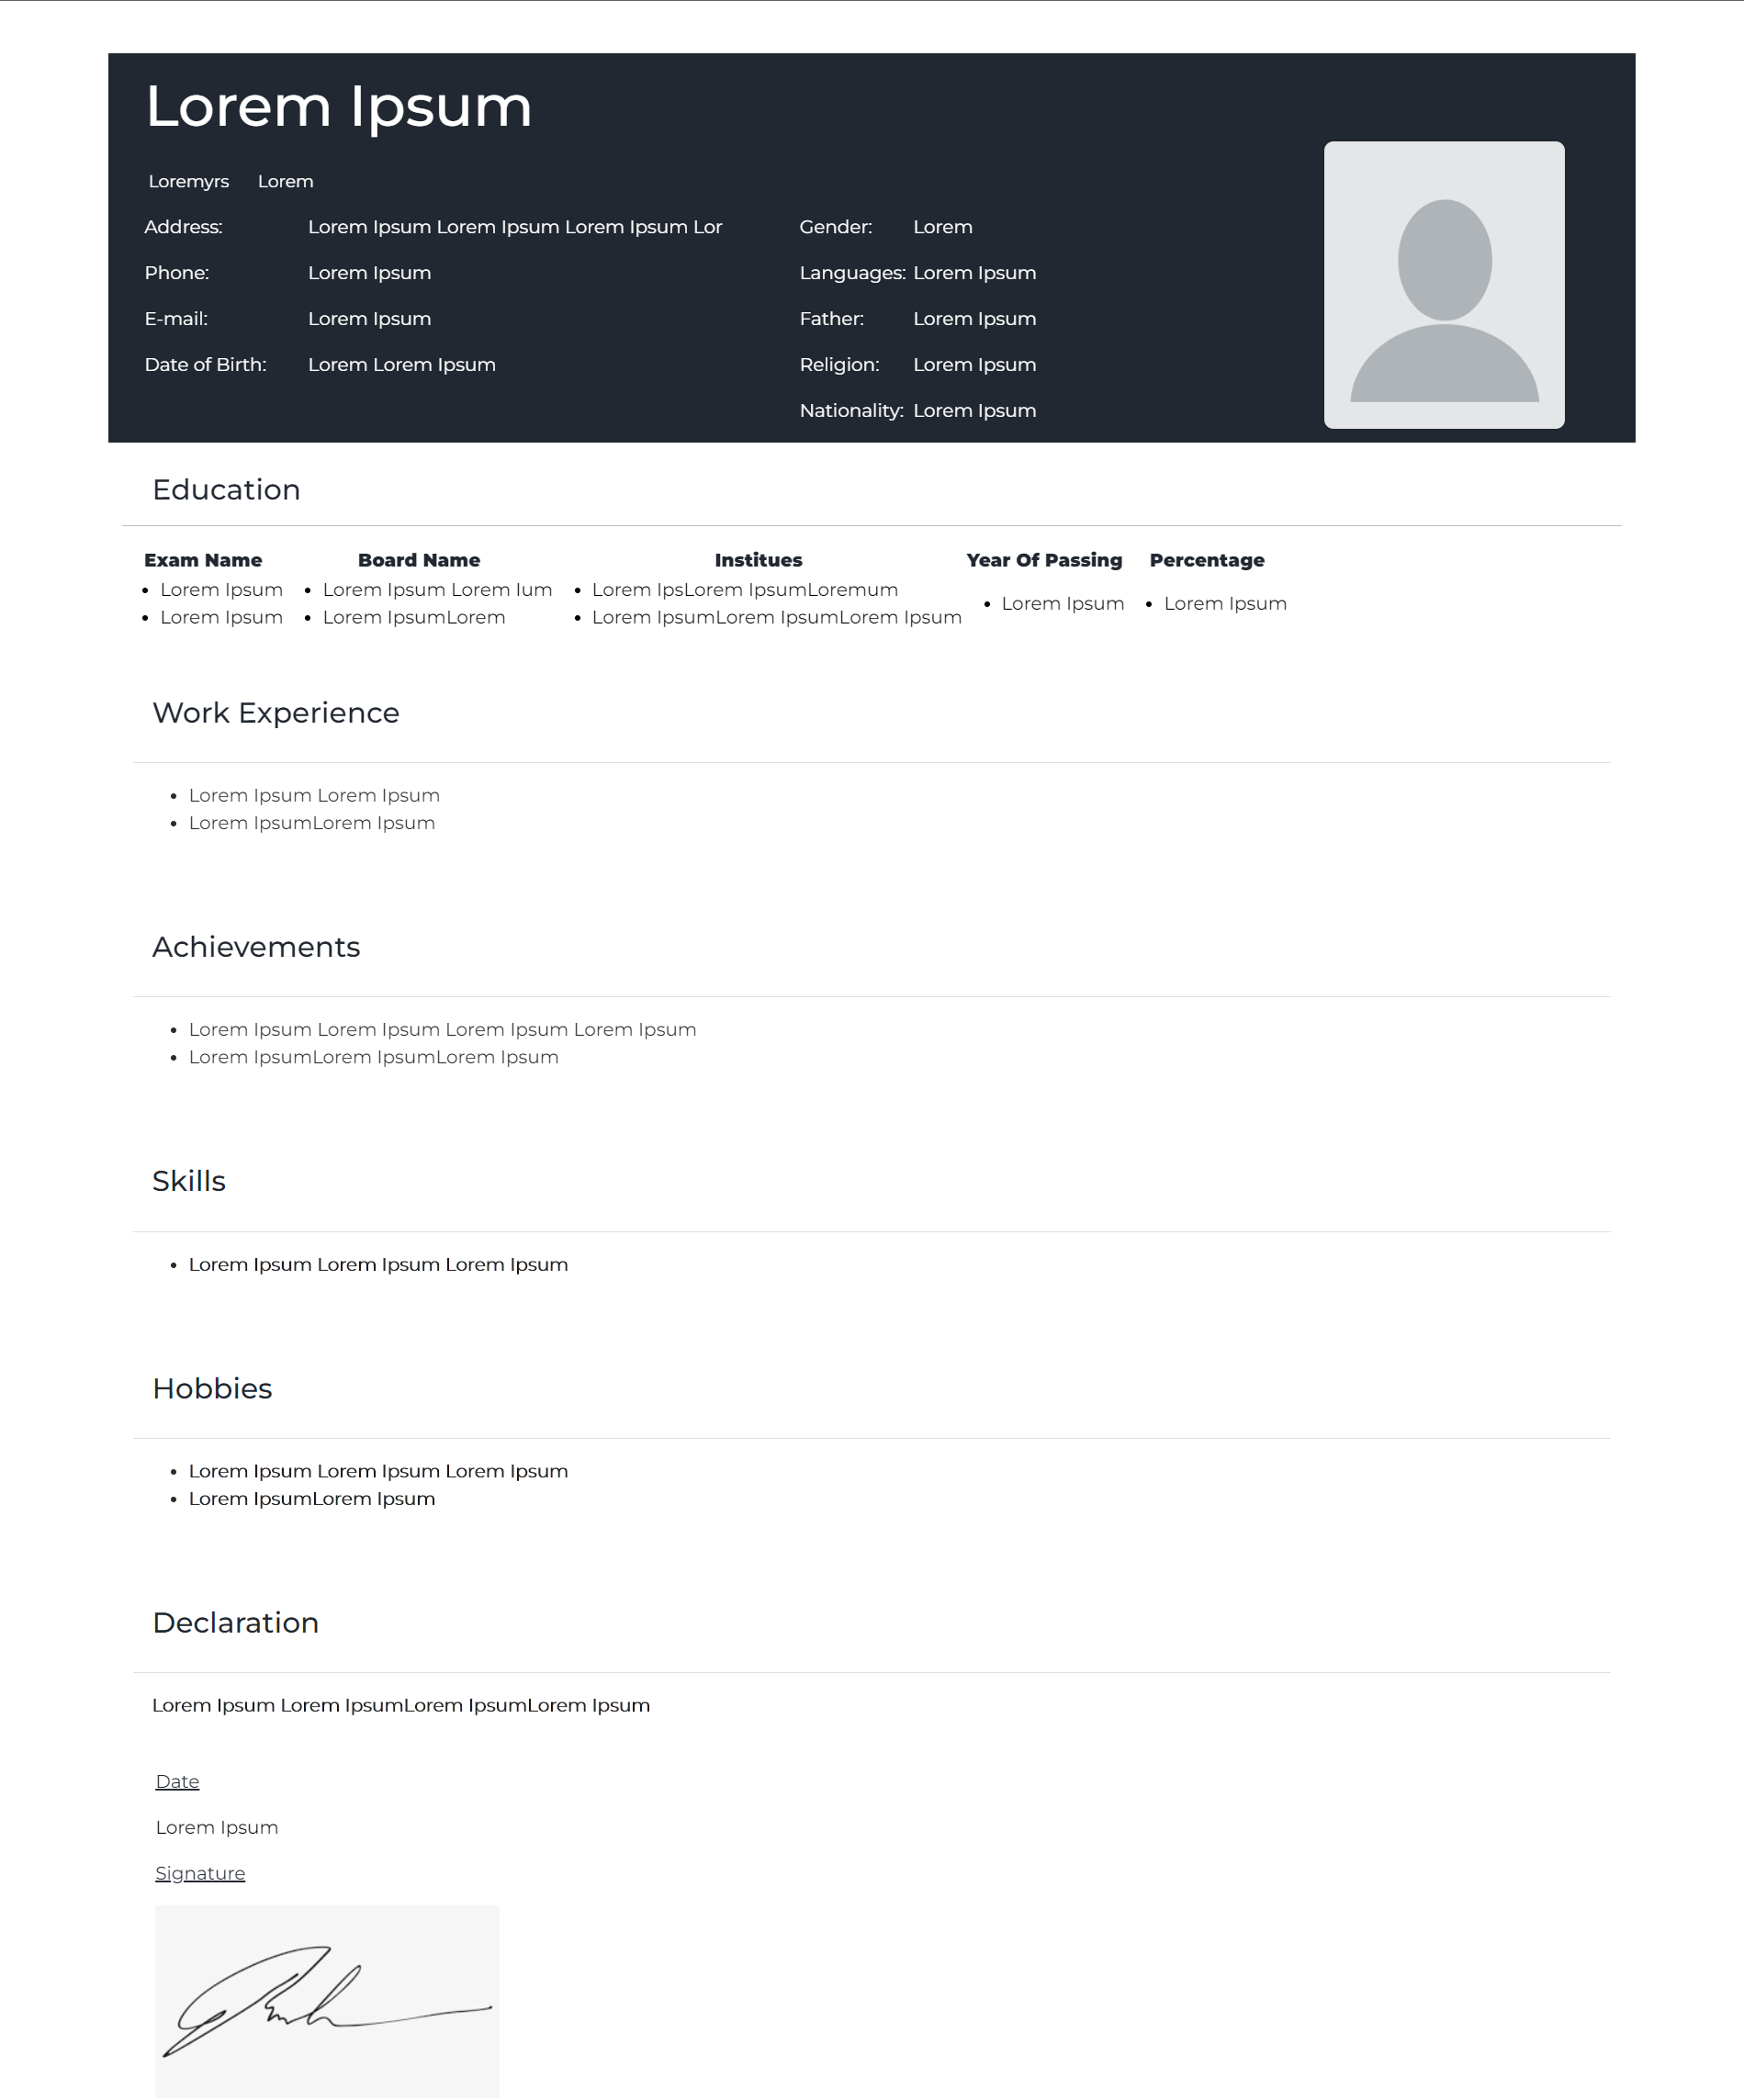 Lorem Ipsum
Loremyrs Lorem
Address: Lorem Ipsum Lorem Ipsum Lorem Ipsum Lor Gender: Lorem
Phone: Lorem Ipsum Languages: Lorem Ipsum
E-mail: Lorem Ipsum Father: Lorem Ipsum
Date of Birth: Lorem Lorem Ipsum Religion: Lorem Ipsum
Nationality: Lorem Ipsum
Education
Exam Name Board Name Institues Year Of Passing Percentage
• Lorem Ipsum • Lorem Ipsum Lorem Ium • Lorem IpsLorem IpsumLoremum
• Lorem Ipsum • Lorem Ipsum
• Lorem Ipsum • Lorem IpsumLorem • Lorem IpsumLorem IpsumLorem Ipsum
Work Experience
• Lorem Ipsum Lorem Ipsum
• Lorem IpsumLorem Ipsum
Achievements
• Lorem Ipsum Lorem Ipsum Lorem Ipsum Lorem Ipsum
• Lorem IpsumLorem IpsumLorem Ipsum
Skills
• Lorem Ipsum Lorem Ipsum Lorem Ipsum
Hobbies
• Lorem Ipsum Lorem Ipsum Lorem Ipsum
• Lorem IpsumLorem Ipsum
Declaration
Lorem Ipsum Lorem IpsumLorem IpsumLorem Ipsum
Date
Lorem Ipsum
Signature